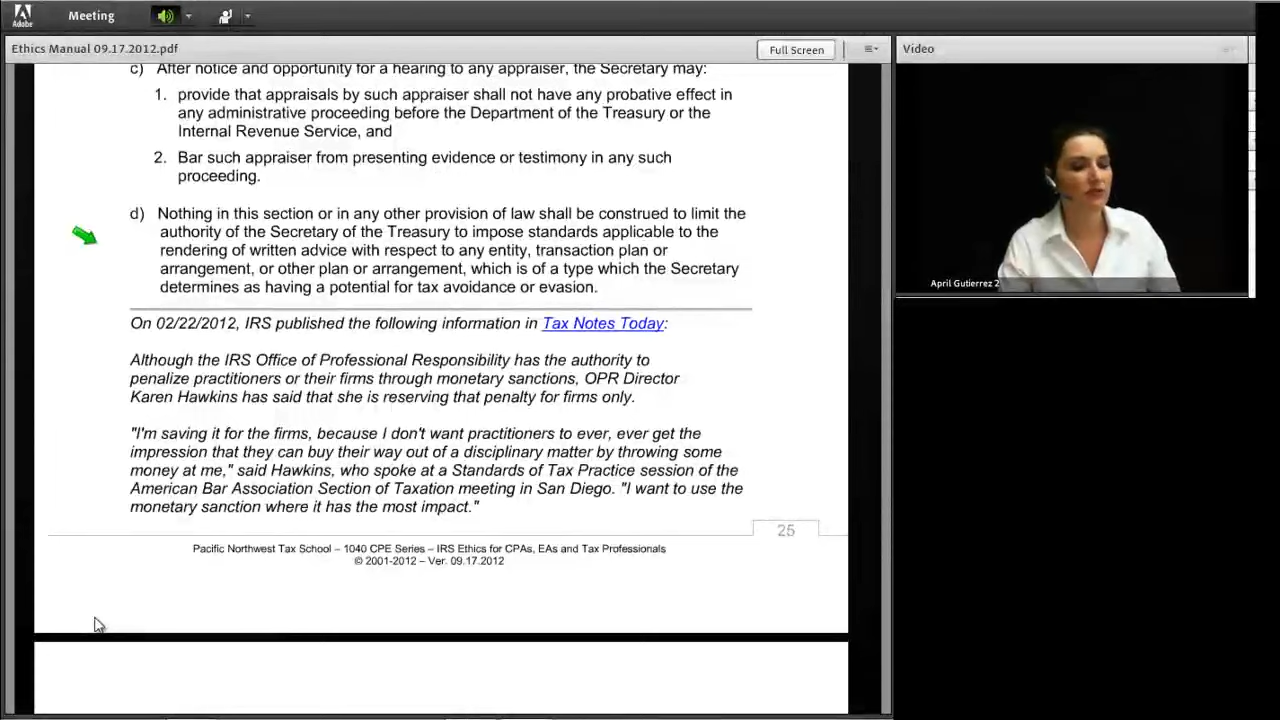 Adobe
Meeting
Ethics Manual 09.17.2012.pdf
Full Screen
Video
c) After notice and opportunity for a hearing to any appraiser, the Secretary may:
1. provide that appraisals by such appraiser shall not have any probative effect in
any administrative proceeding before the Department of the Treasury or the
Internal Revenue Service, and
2. Bar such appraiser from presenting evidence or testimony in any such
proceeding.
d) Nothing in this section or in any other provision of law shall be construed to limit the
authority of the Secretary of the Treasury to impose standards applicable to the
rendering of written advice with respect to any entity, transaction plan or
arrangement, or other plan or arrangement, which is of a type which the Secretary
determines as having a potential for tax avoidance or evasion.
On 02/22/2012, IRS published the following information in Tax Notes Today:
Although the IRS Office of Professional Responsibility has the authority to
penalize practitioners or their firms through monetary sanctions, OPR Director
Karen Hawkins has said that she is reserving that penalty for firms only.
"I'm saving it for the firms, because I don't want practitioners to ever, ever get the
impression that they can buy their way out of a disciplinary matter by throwing some
money at me," said Hawkins, who spoke at a Standards of Tax Practice session of the
American Bar Association Section of Taxation meeting in San Diego. "I want to use the
monetary sanction where it has the most impact."
25
Pacific Northwest Tax School – 1040 CPE Series – IRS Ethics for CPAs, EAs and Tax Professionals
© 2001-2012 – Ver. 09.17.2012
April Gutierrez 2